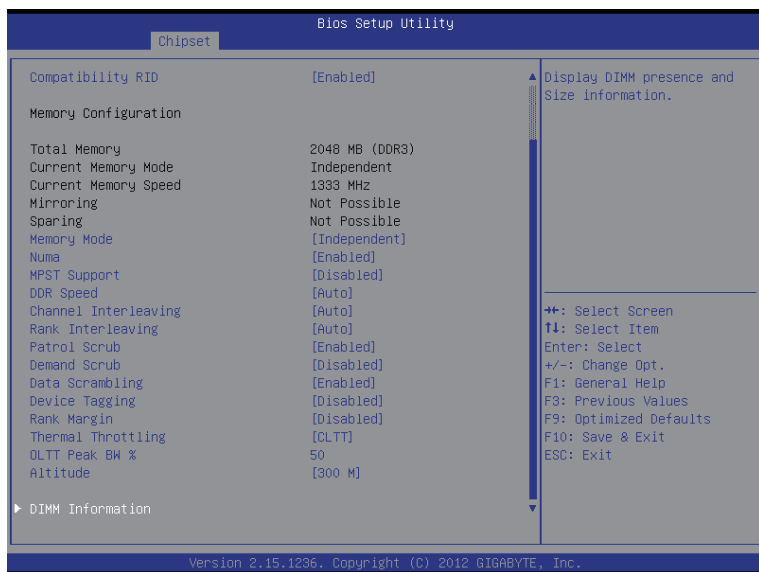 Bios Setup Utility
Chipset
Compatibility RID [Enabled]
Memory Configuration
Total Memory 2048 MB (DDR3)
Current Memory Mode Independent
Current Memory Speed 1333 MHz
Mirroring Not Possible
Sparing Not Possible
Memory Mode [Independent]
Numa [Enabled]
MPST Support [Disabled]
DDR Speed [Auto]
Channel Interleaving [Auto]
Rank Interleaving [Auto]
Patrol Scrub [Enabled]
Demand Scrub [Disabled]
Data Scrambling [Enabled]
Device Tagging [Disabled]
Rank Margin [Disabled]
Thermal Throttling [CLTT]
OLTT Peak BW % 50
Altitude [300 M]
DIMM Information
Display DIMM presence and
Size information.
→←: Select Screen
↑↓: Select Item
Enter: Select
+/-: Change Opt.
F1: General Help
F3: Previous Values
F9: Optimized Defaults
F10: Save & Exit
ESC: Exit
Version 2.15.1236. Copyright (C) 2012 GIGABYTE, Inc.